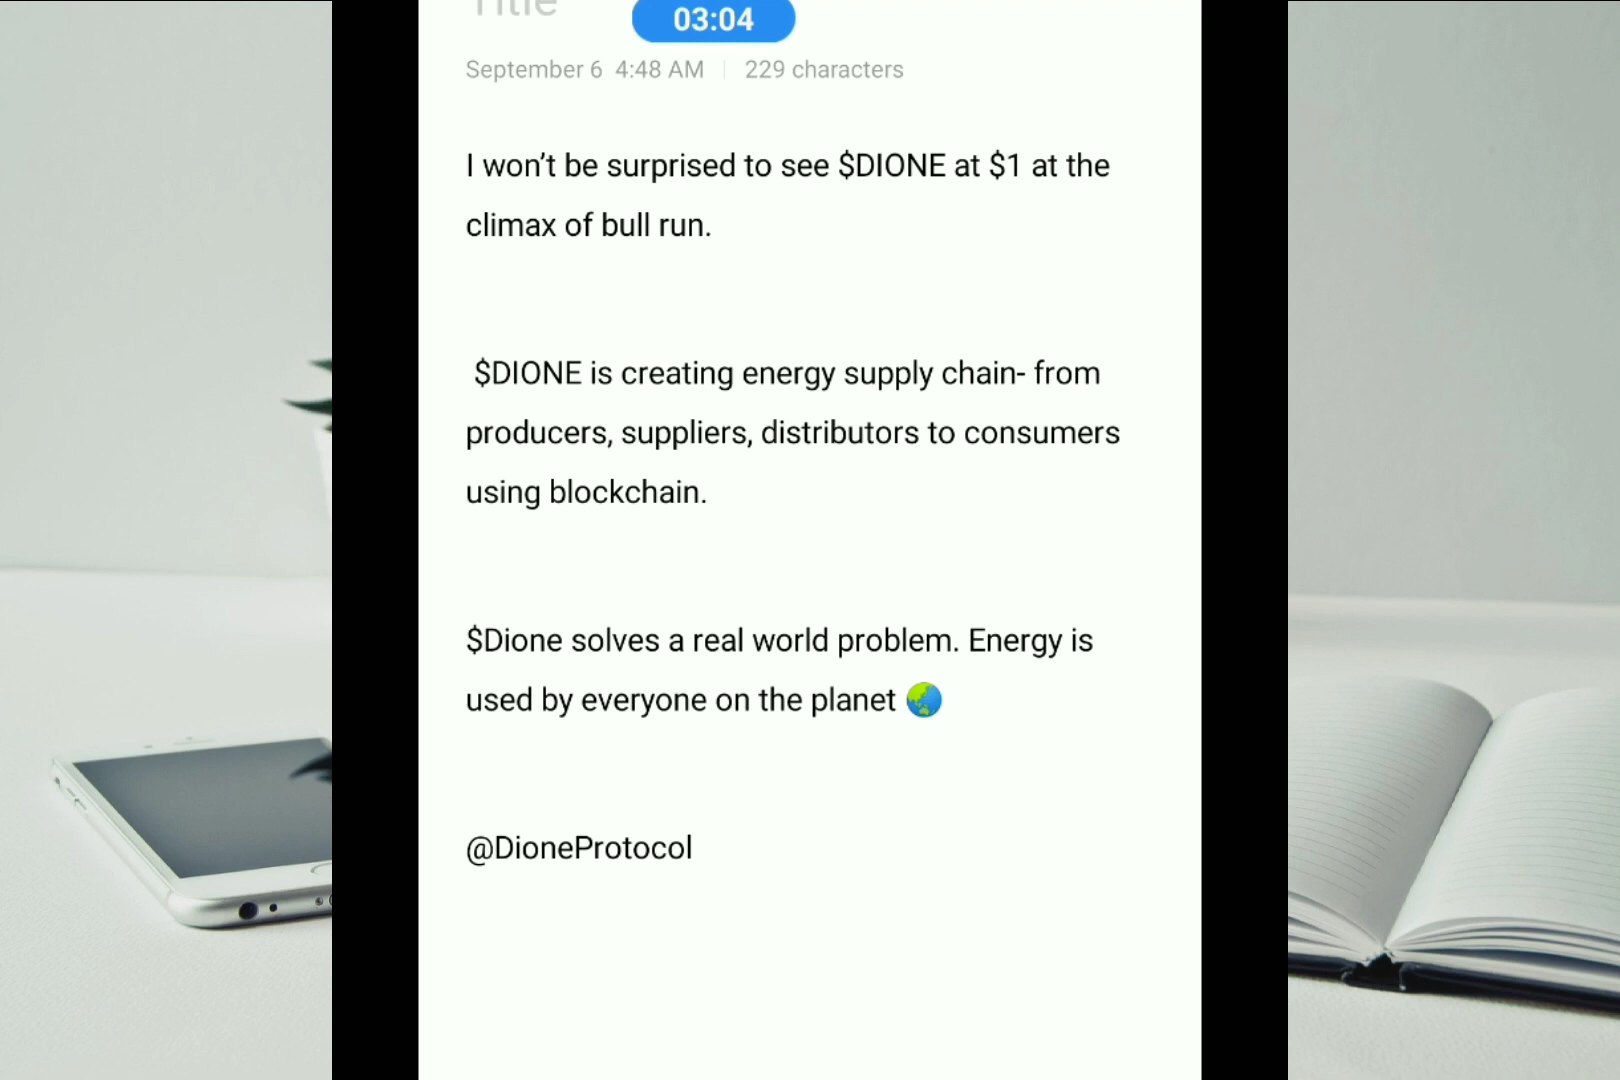 Title
03:04
September 6 4:48 AM | 229 characters
I won’t be surprised to see $DIONE at $1 at the
climax of bull run.
$DIONE is creating energy supply chain- from
producers, suppliers, distributors to consumers
using blockchain.
$Dione solves a real world problem. Energy is
used by everyone on the planet 🌏
@DioneProtocol